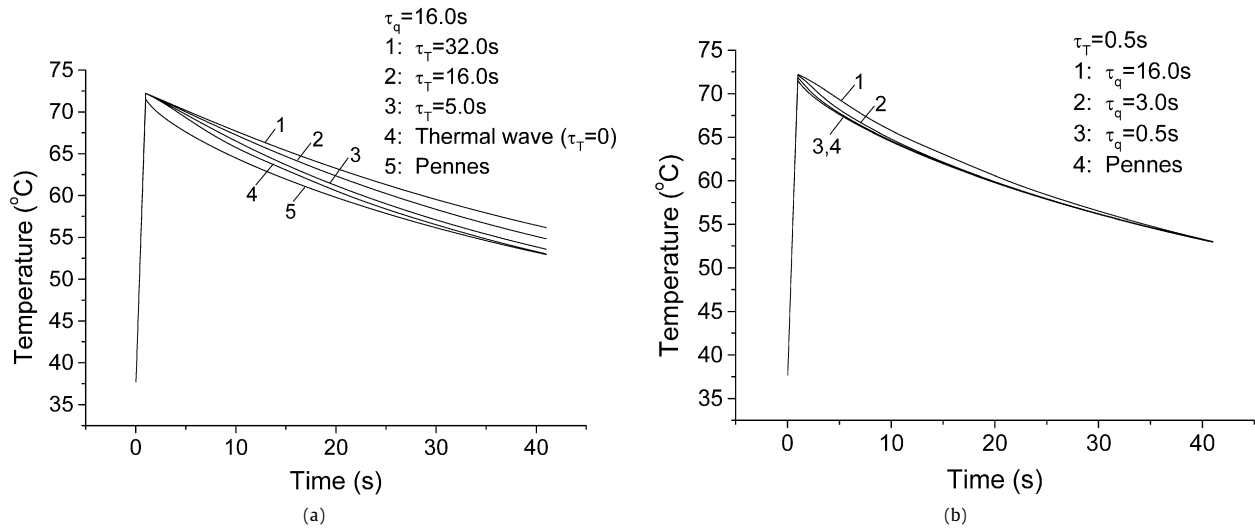 τq=16.0s
1: τT=32.0s
2: τT=16.0s
3: τT=5.0s
4: Thermal wave (τT=0)
5: Pennes
75
70
65
60
55
50
45
40
35
Temperature (°C)
1
2
3
4
5
0
10
20
30
40
Time (s)
(a)
τT=0.5s
1: τq=16.0s
2: τq=3.0s
3: τq=0.5s
4: Pennes
75
70
65
60
55
50
45
40
35
Temperature (°C)
1
2
3,4
0
10
20
30
40
Time (s)
(b)